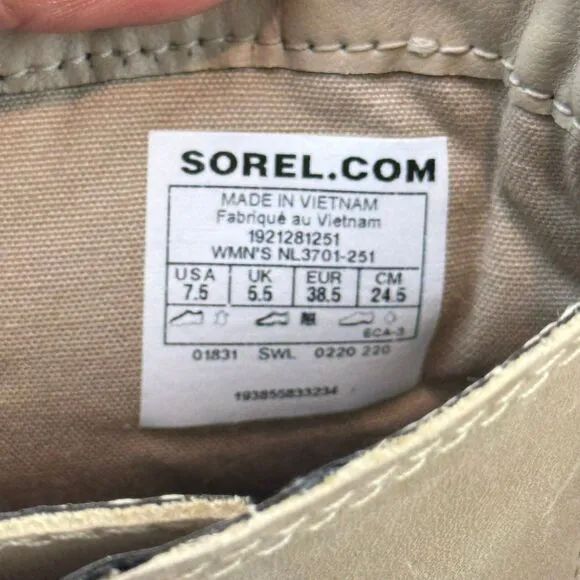 SOREL.COM
MADE IN VIETNAM
Fabriqué au Vietnam
1921281251
WMN'S NL3701-251
USA UK EUR CM
7.5 5.5 38.5 24.5
6CA-3
01831 SWL 0220 220
193855833234